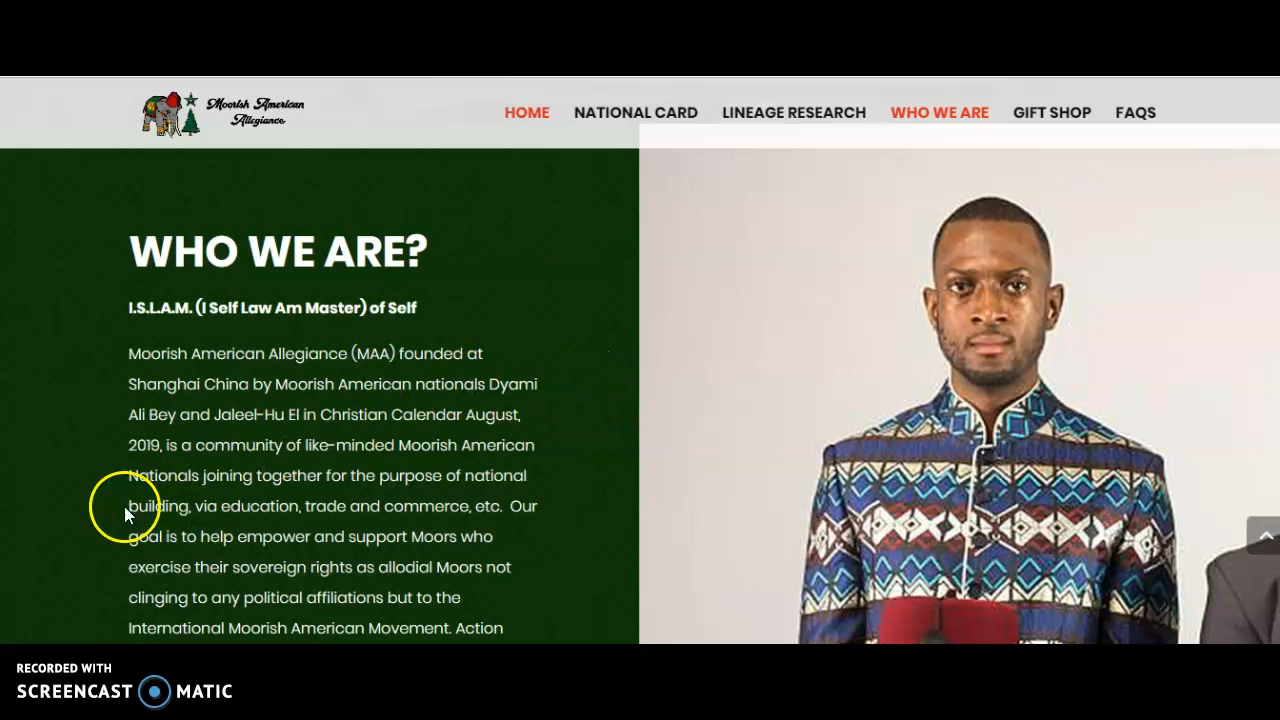 Moorish American
Allegiance
HOME NATIONAL CARD LINEAGE RESEARCH WHO WE ARE GIFT SHOP FAQS
WHO WE ARE?
I.S.L.A.M. (I Self Law Am Master) of Self
Moorish American Allegiance (MAA) founded at
Shanghai China by Moorish American nationals Dyami
Ali Bey and Jaleel-Hu El in Christian Calendar August,
2019, is a community of like-minded Moorish American
Nationals joining together for the purpose of national
building, via education, trade and commerce, etc. Our
goal is to help empower and support Moors who
exercise their sovereign rights as allodial Moors not
clinging to any political affiliations but to the
International Moorish American Movement. Action
RECORDED WITH
SCREENCAST MATIC